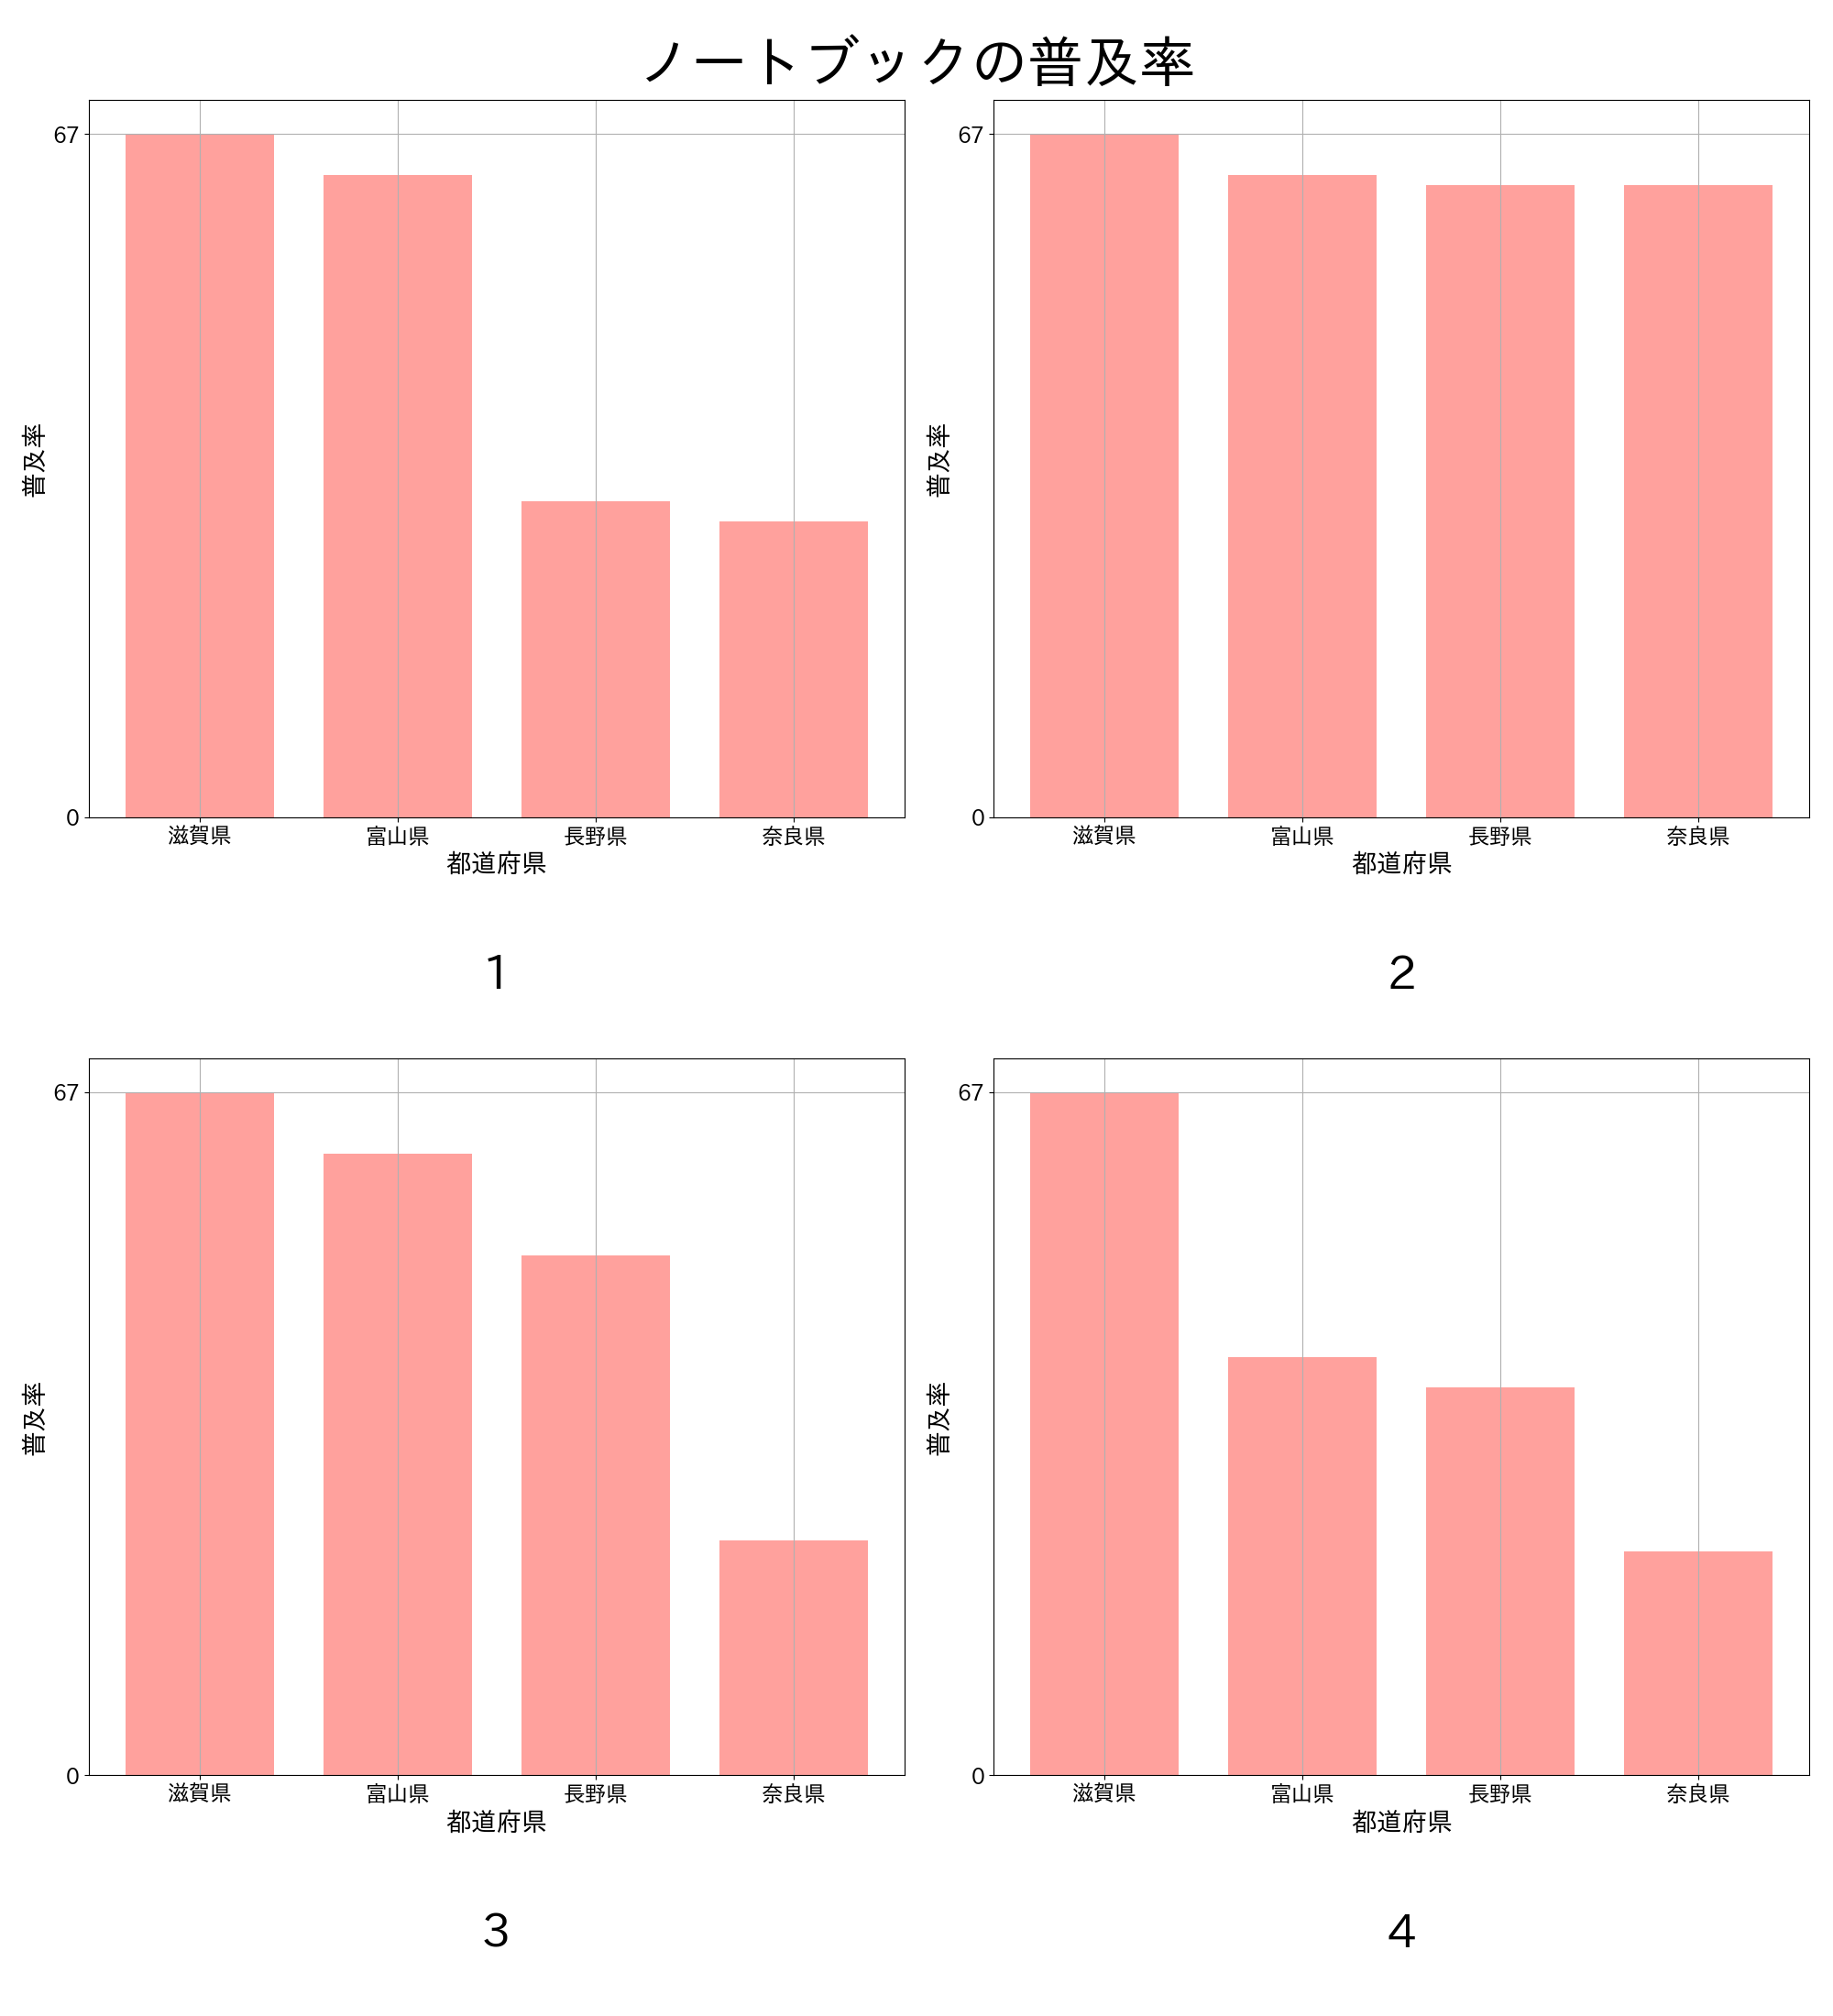 ノートブックの普及率
67
0
普及率
滋賀県 富山県 長野県 奈良県
都道府県
1
67
0
普及率
滋賀県 富山県 長野県 奈良県
都道府県
2
67
0
普及率
滋賀県 富山県 長野県 奈良県
都道府県
3
67
0
普及率
滋賀県 富山県 長野県 奈良県
都道府県
4